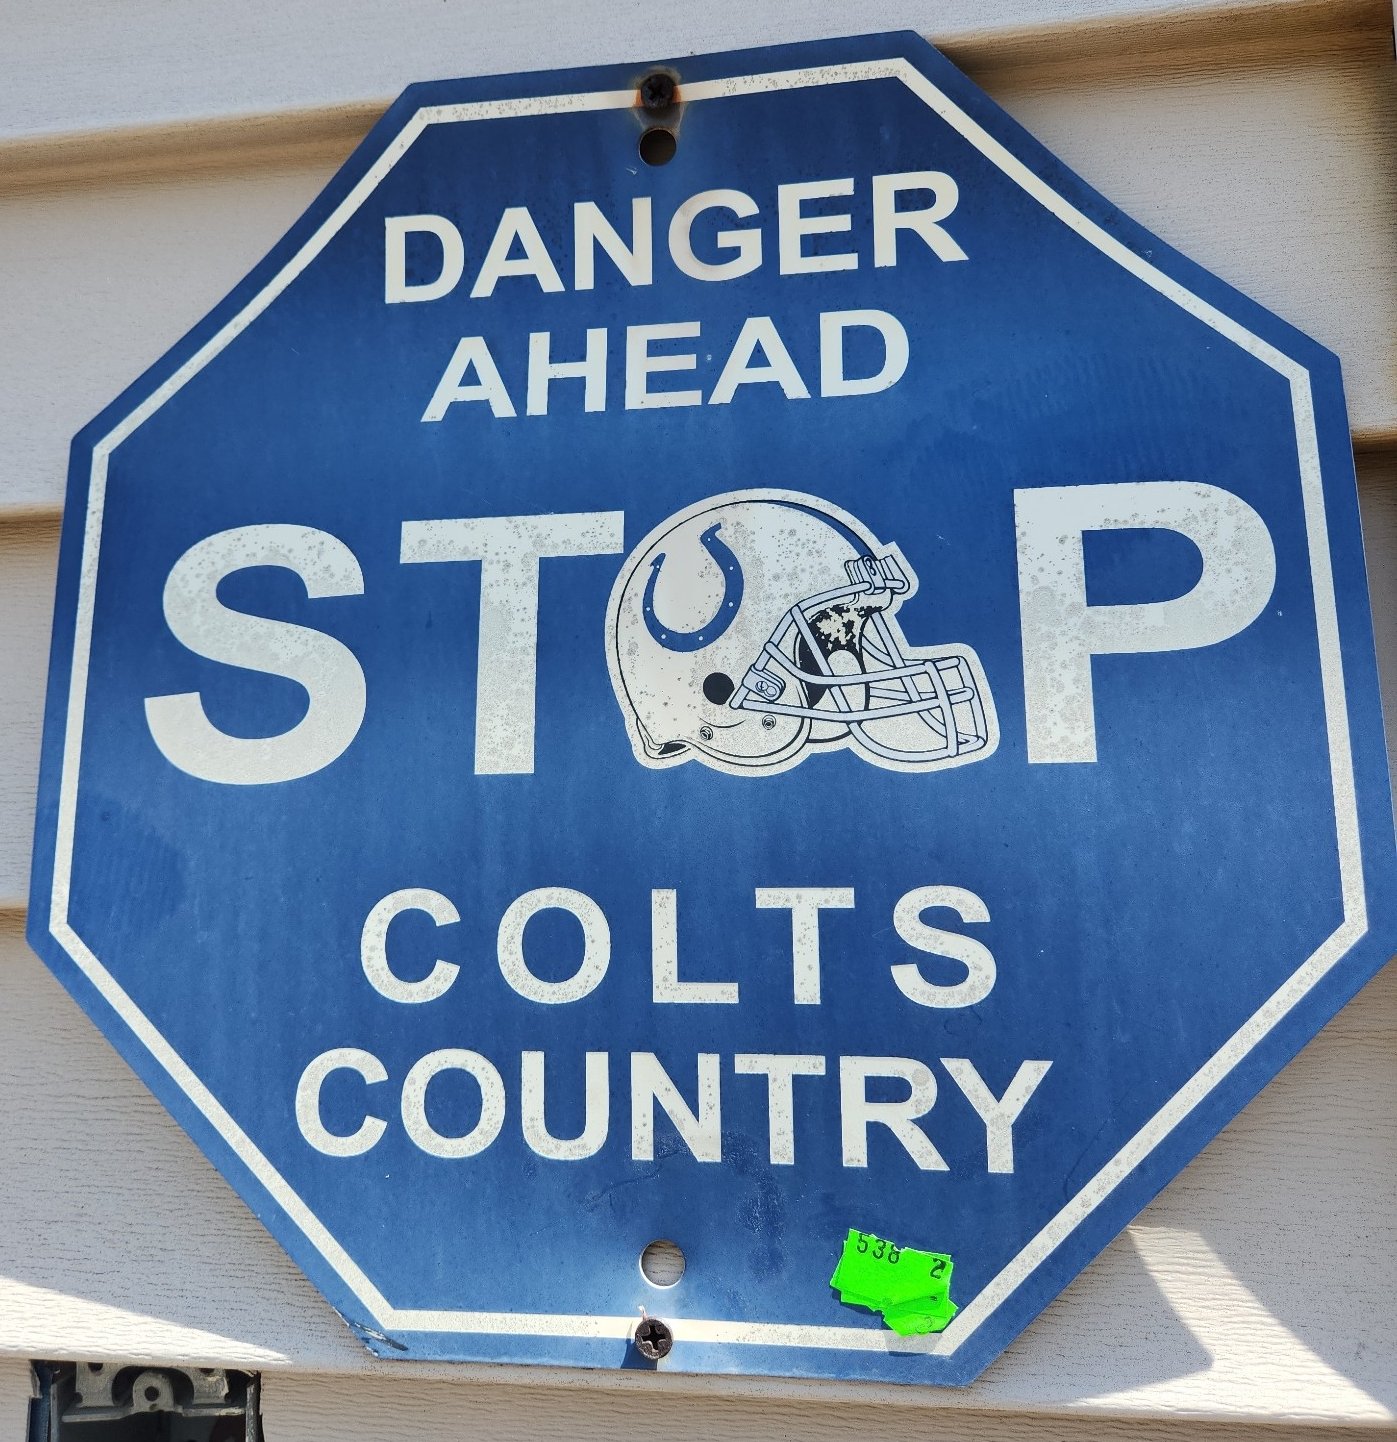 DANGER
AHEAD
STOP
COLTS
COUNTRY
538 2